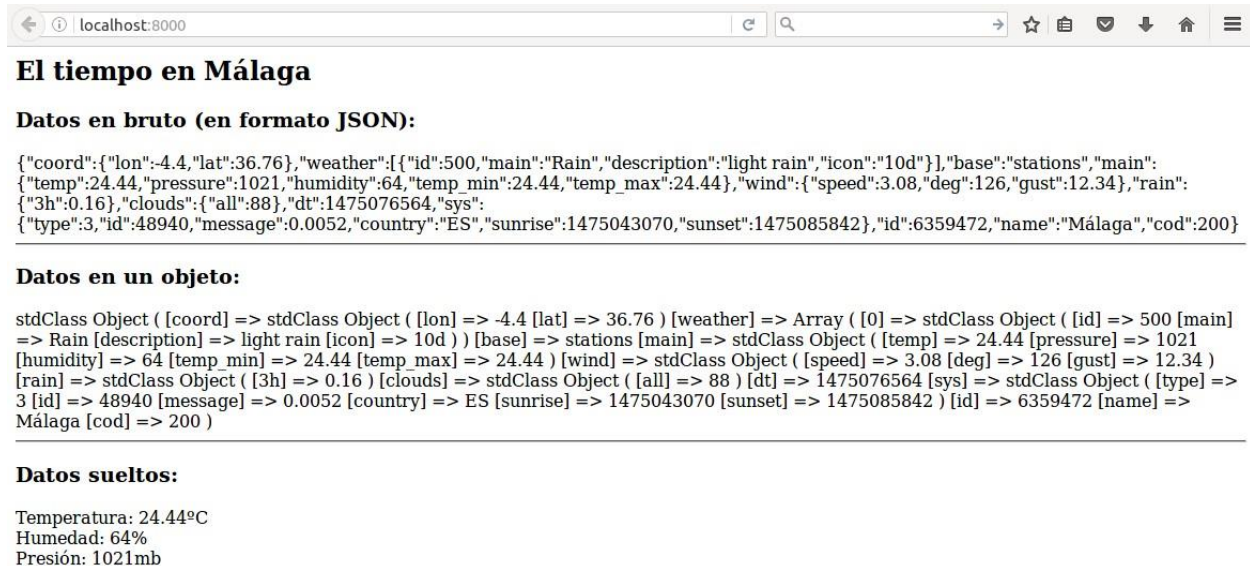 localhost:8000
El tiempo en Málaga
Datos en bruto (en formato JSON):
{"coord":{"lon":-4.4,"lat":36.76},"weather":[{"id":500,"main":"Rain","description":"light rain","icon":"10d"}],"base":"stations","main":
{"temp":24.44,"pressure":1021,"humidity":64,"temp_min":24.44,"temp_max":24.44},"wind":{"speed":3.08,"deg":126,"gust":12.34},"rain":
{"3h":0.16},"clouds":{"all":88},"dt":1475076564,"sys":
{"type":3,"id":48940,"message":0.0052,"country":"ES","sunrise":1475043070,"sunset":1475085842},"id":6359472,"name":"Málaga","cod":200}
Datos en un objeto:
stdClass Object ( [coord] => stdClass Object ( [lon] => -4.4 [lat] => 36.76 ) [weather] => Array ( [0] => stdClass Object ( [id] => 500 [main]
=> Rain [description] => light rain [icon] => 10d ) ) [base] => stations [main] => stdClass Object ( [temp] => 24.44 [pressure] => 1021
[humidity] => 64 [temp_min] => 24.44 [temp_max] => 24.44 ) [wind] => stdClass Object ( [speed] => 3.08 [deg] => 126 [gust] => 12.34 )
[rain] => stdClass Object ( [3h] => 0.16 ) [clouds] => stdClass Object ( [all] => 88 ) [dt] => 1475076564 [sys] => stdClass Object ( [type] =>
3 [id] => 48940 [message] => 0.0052 [country] => ES [sunrise] => 1475043070 [sunset] => 1475085842 ) [id] => 6359472 [name] =>
Málaga [cod] => 200 )
Datos sueltos:
Temperatura: 24.44ºC
Humedad: 64%
Presión: 1021mb